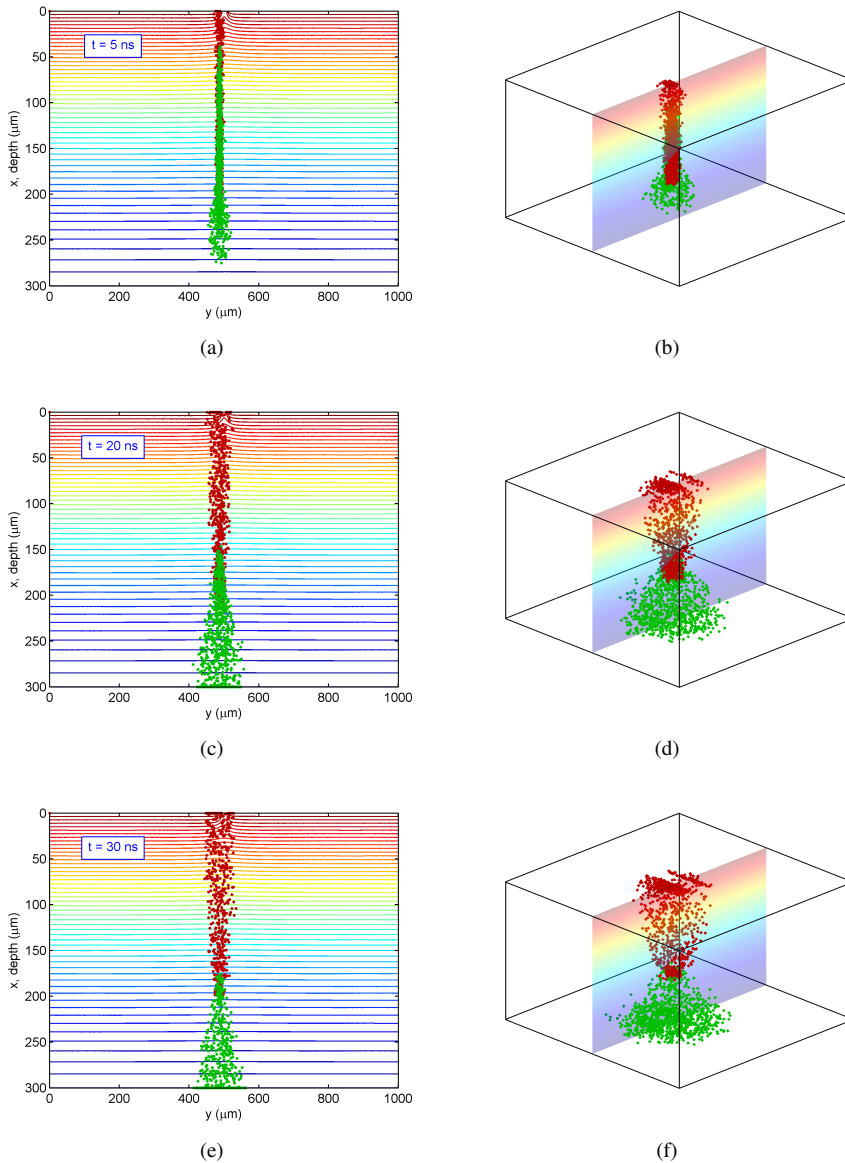 0
50
100
150
200
250
300
x, depth (μm)
t = 5 ns
0 200 400 600 800 1000
y (μm)
(a)
(b)
0
50
100
150
200
250
300
x, depth (μm)
t = 20 ns
0 200 400 600 800 1000
y (μm)
(c)
(d)
0
50
100
150
200
250
300
x, depth (μm)
t = 30 ns
0 200 400 600 800 1000
y (μm)
(e)
(f)